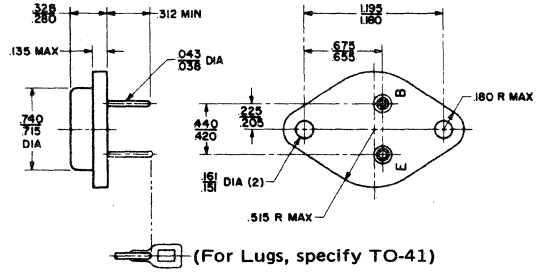 .328
.280
.312 MIN
1.195
1.180
.135 MAX
.043
.038 DIA
.675
.655
.740
.715
DIA
.440
.420
.225
.205
B
.180 R MAX
E
.161
.151 DIA (2)
.515 R MAX
(For Lugs, specify TO-41)